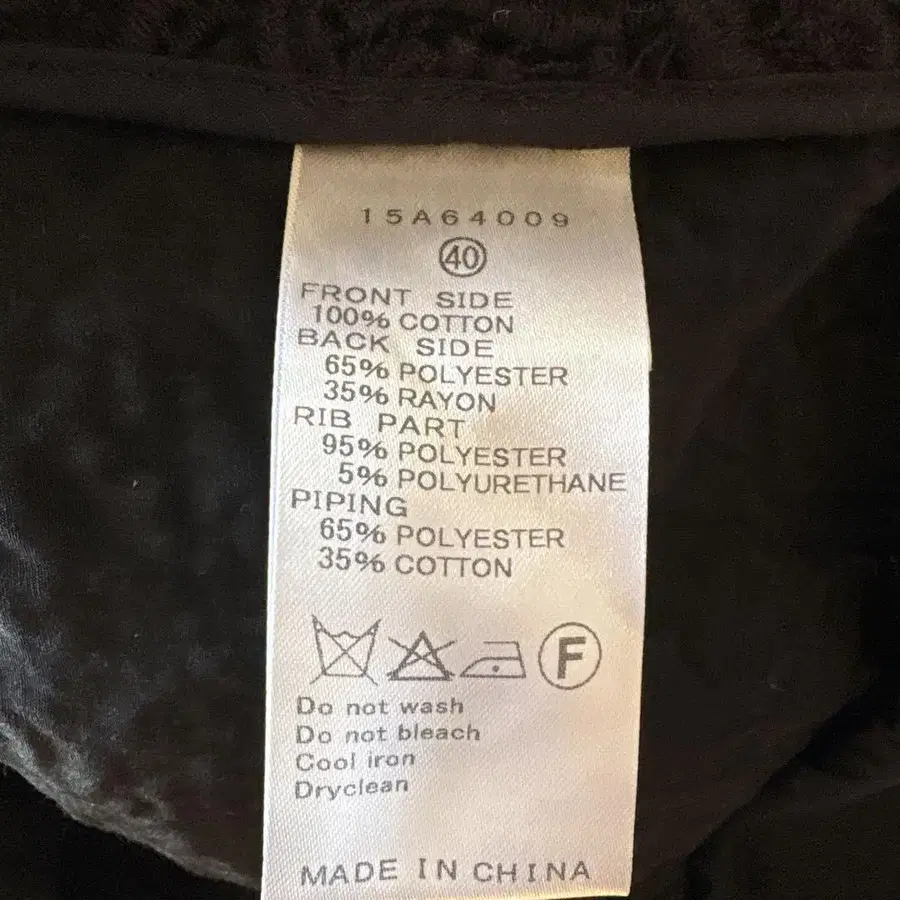 15A64009
40
FRONT SIDE
100% COTTON
BACK SIDE
65% POLYESTER
35% RAYON
RIB PART
95% POLYESTER
5% POLYURETHANE
PIPING
65% POLYESTER
35% COTTON
F
Do not wash
Do not bleach
Cool iron
Dryclean
MADE IN CHINA